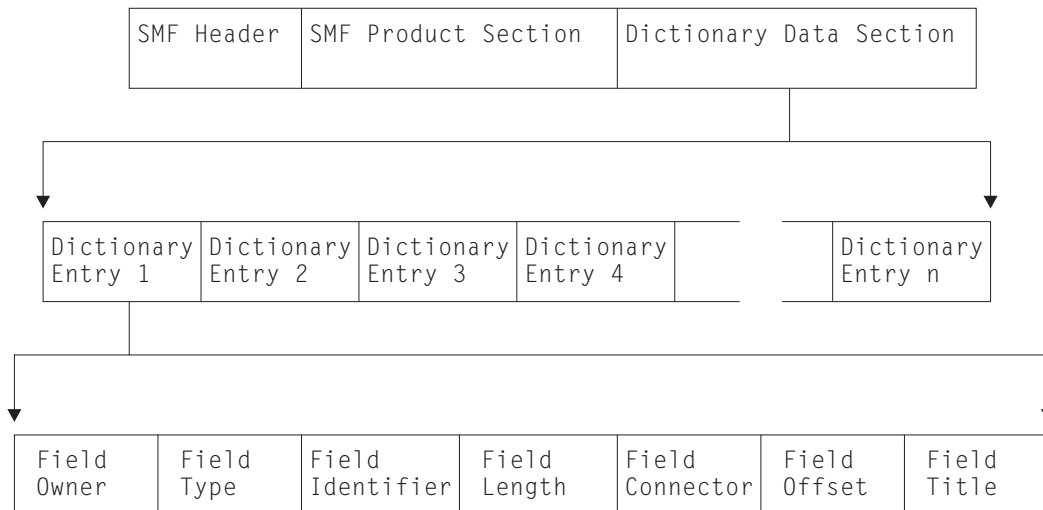 SMF Header SMF Product Section Dictionary Data Section
Dictionary Dictionary Dictionary Dictionary Dictionary
Entry 1 Entry 2 Entry 3 Entry 4 Entry n
Field Field Field Field Field Field Field
Owner Type Identifier Length Connector Offset Title